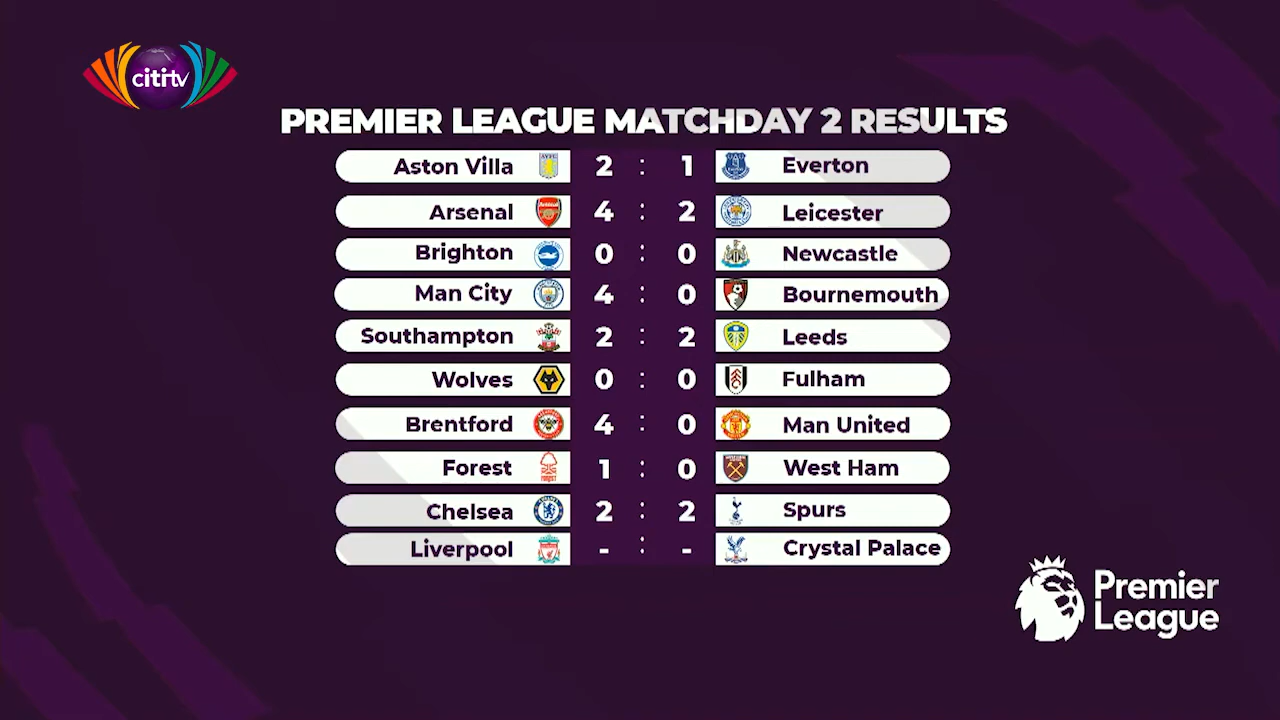 cititv
PREMIER LEAGUE MATCHDAY 2 RESULTS
Aston Villa 2 : 1 Everton
Arsenal 4 : 2 Leicester
Brighton 0 : 0 Newcastle
Man City 4 : 0 Bournemouth
Southampton 2 : 2 Leeds
Wolves 0 : 0 Fulham
Brentford 4 : 0 Man United
Forest 1 : 0 West Ham
Chelsea 2 : 2 Spurs
Liverpool - : - Crystal Palace
Premier
League